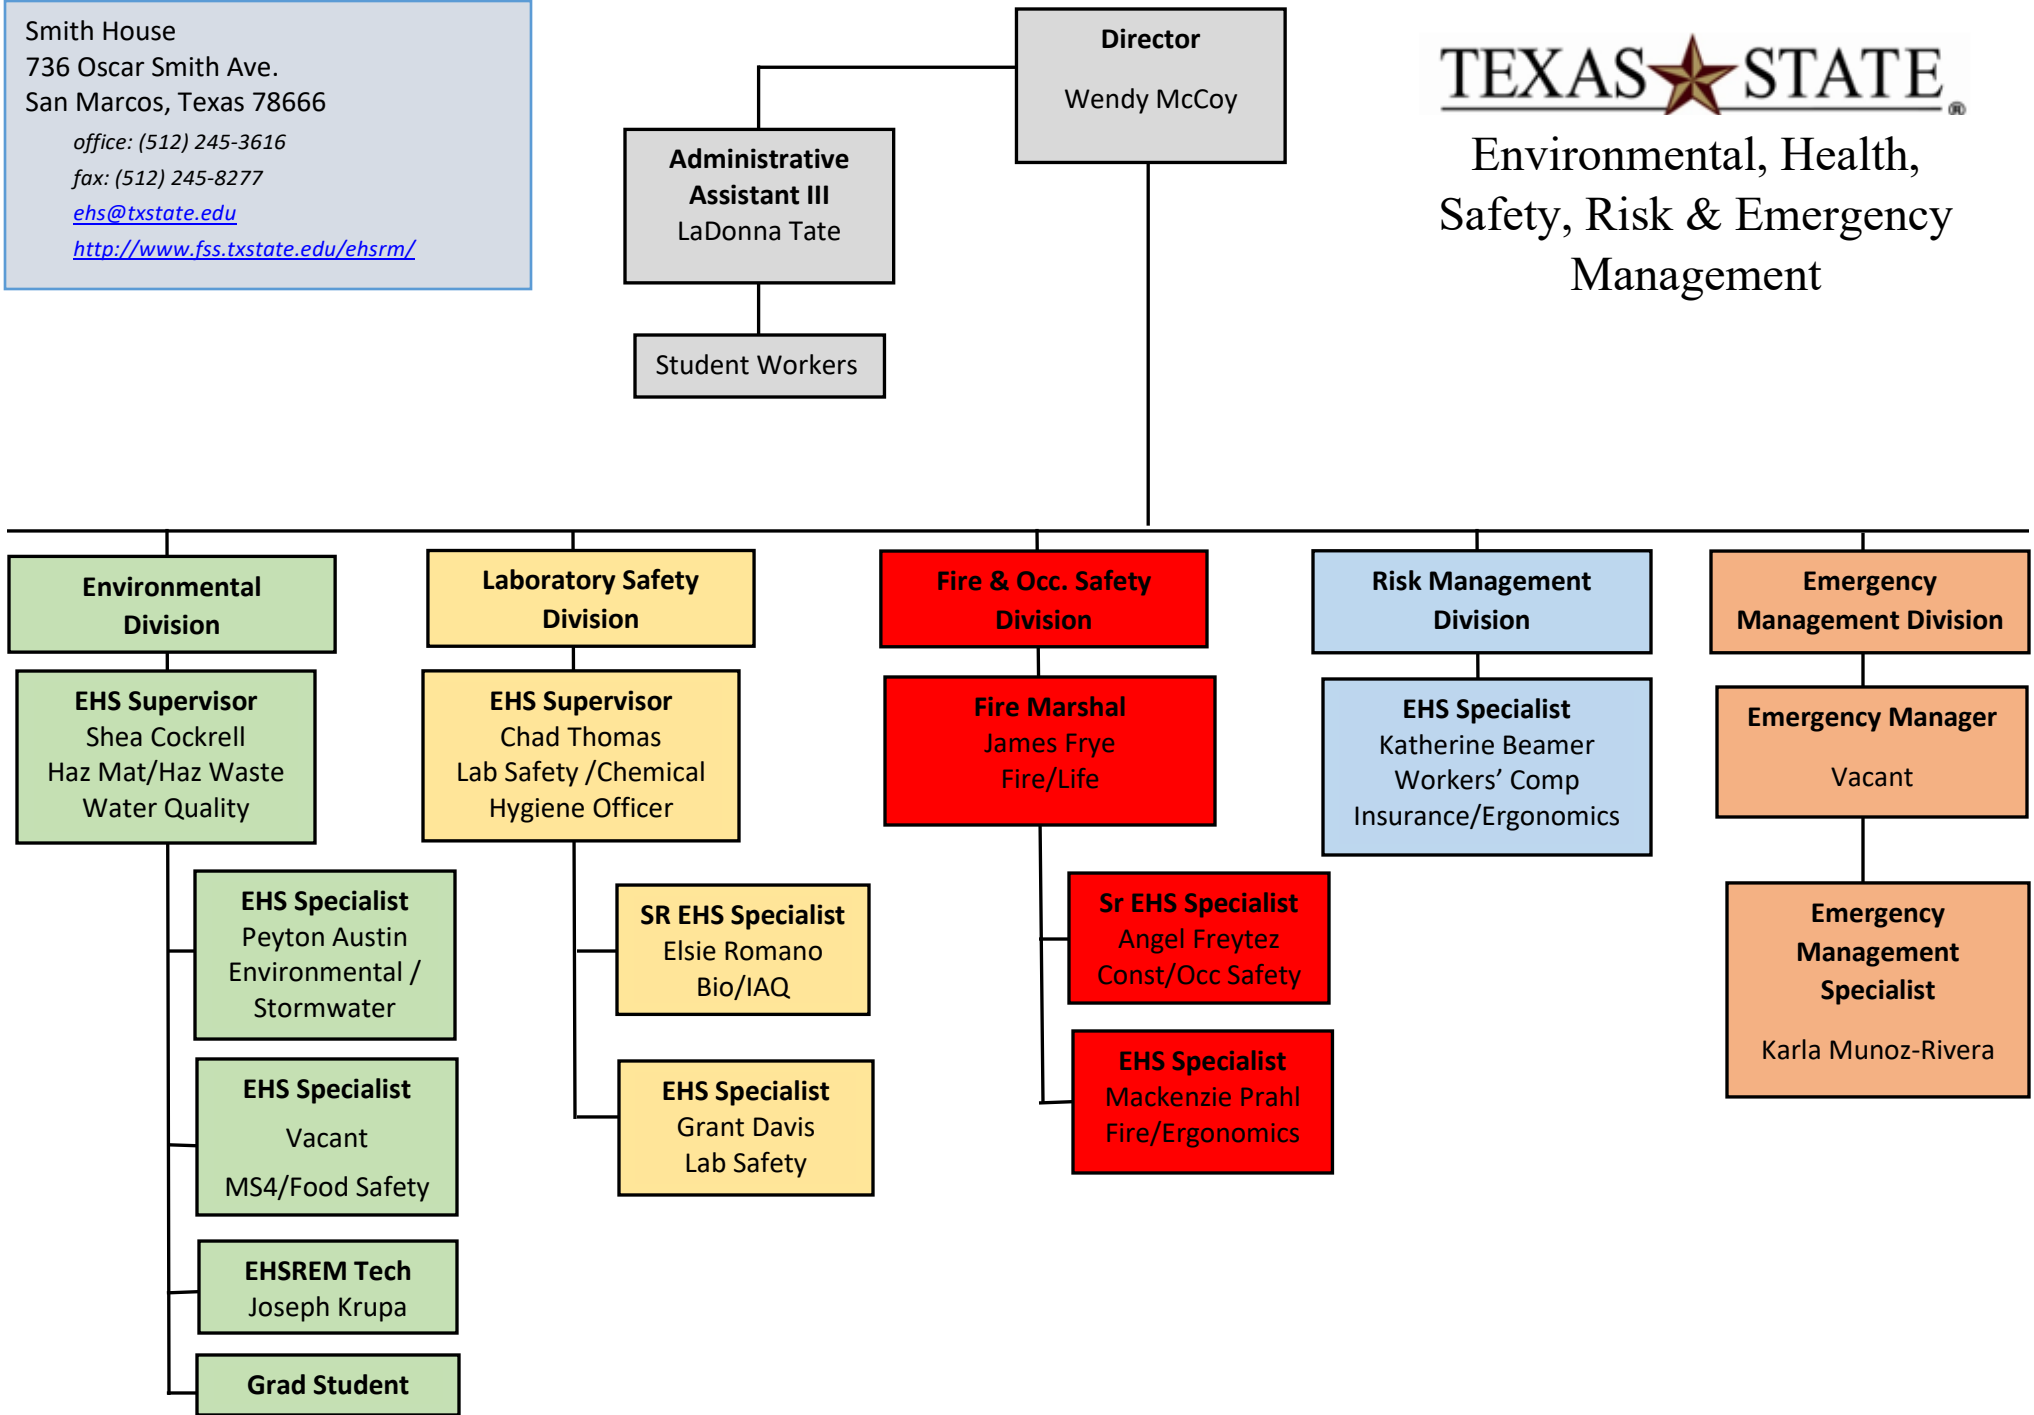 Smith House
736 Oscar Smith Ave.
San Marcos, Texas 78666
office: (512) 245-3616
fax: (512) 245-8277
ehs@txstate.edu
http://www.fss.txstate.edu/ehsrm/
Director
Wendy McCoy
Administrative
Assistant III
LaDonna Tate
Student Workers
TEXAS STATE ®
Environmental, Health,
Safety, Risk & Emergency
Management
Environmental
Division
EHS Supervisor
Shea Cockrell
Haz Mat/Haz Waste
Water Quality
EHS Specialist
Peyton Austin
Environmental /
Stormwater
EHS Specialist
Vacant
MS4/Food Safety
EHSREM Tech
Joseph Krupa
Grad Student
Laboratory Safety
Division
EHS Supervisor
Chad Thomas
Lab Safety /Chemical
Hygiene Officer
SR EHS Specialist
Elsie Romano
Bio/IAQ
EHS Specialist
Grant Davis
Lab Safety
Fire & Occ. Safety
Division
Fire Marshal
James Frye
Fire/Life
Sr EHS Specialist
Angel Freytez
Const/Occ Safety
EHS Specialist
Mackenzie Prahl
Fire/Ergonomics
Risk Management
Division
EHS Specialist
Katherine Beamer
Workers’ Comp
Insurance/Ergonomics
Emergency
Management Division
Emergency Manager
Vacant
Emergency
Management
Specialist
Karla Munoz-Rivera